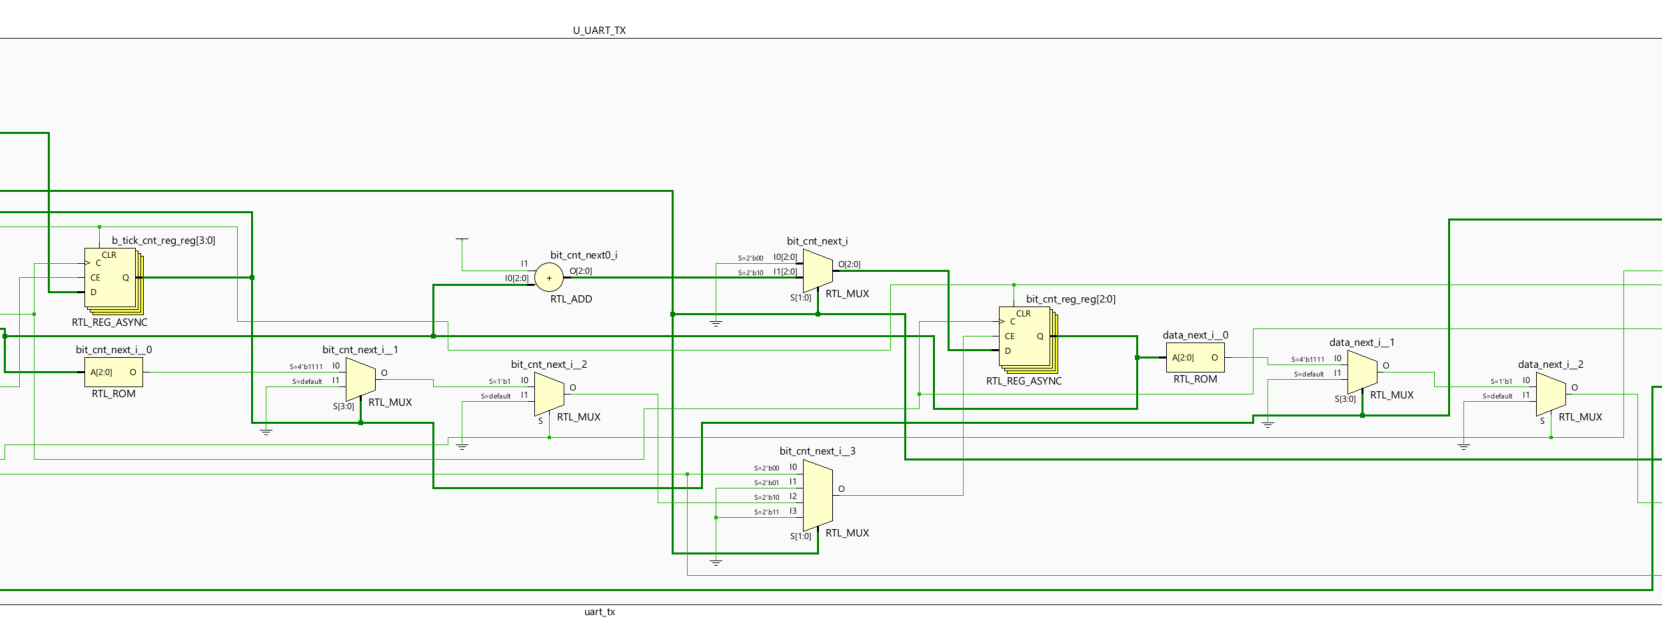 U_UART_TX
b_tick_cnt_reg_reg[3:0]
CLR
C
CE
Q
D
RTL_REG_ASYNC
bit_cnt_next_i__0
A[2:0]
O
RTL_ROM
bit_cnt_next_i__1
S=4'b1111
I0
S=default
I1
O
S[3:0]
RTL_MUX
bit_cnt_next_i__2
S=1'b1
I0
S=default
I1
O
S
RTL_MUX
bit_cnt_next0_i
I1
I0[2:0]
+
O[2:0]
RTL_ADD
bit_cnt_next_i
S=2'b00
I0[2:0]
S=2'b10
I1[2:0]
O[2:0]
S[1:0]
RTL_MUX
bit_cnt_next_i__3
S=2'b00
I0
S=2'b01
I1
S=2'b10
I2
S=2'b11
I3
O
S[1:0]
RTL_MUX
bit_cnt_reg_reg[2:0]
CLR
C
CE
Q
D
RTL_REG_ASYNC
data_next_i__0
A[2:0]
O
RTL_ROM
data_next_i__1
S=4'b1111
I0
S=default
I1
O
S[3:0]
RTL_MUX
data_next_i__2
S=1'b1
I0
S=default
I1
O
S
RTL_MUX
uart_tx